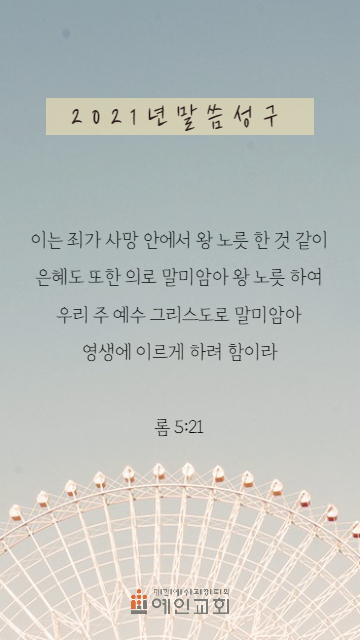 2021년말씀성구
이는 죄가 사망 안에서 왕 노릇 한 것 같이
은혜도 또한 의로 말미암아 왕 노릇 하여
우리 주 예수 그리스도로 말미암아
영생에 이르게 하려 함이라
롬 5:21
예인교회